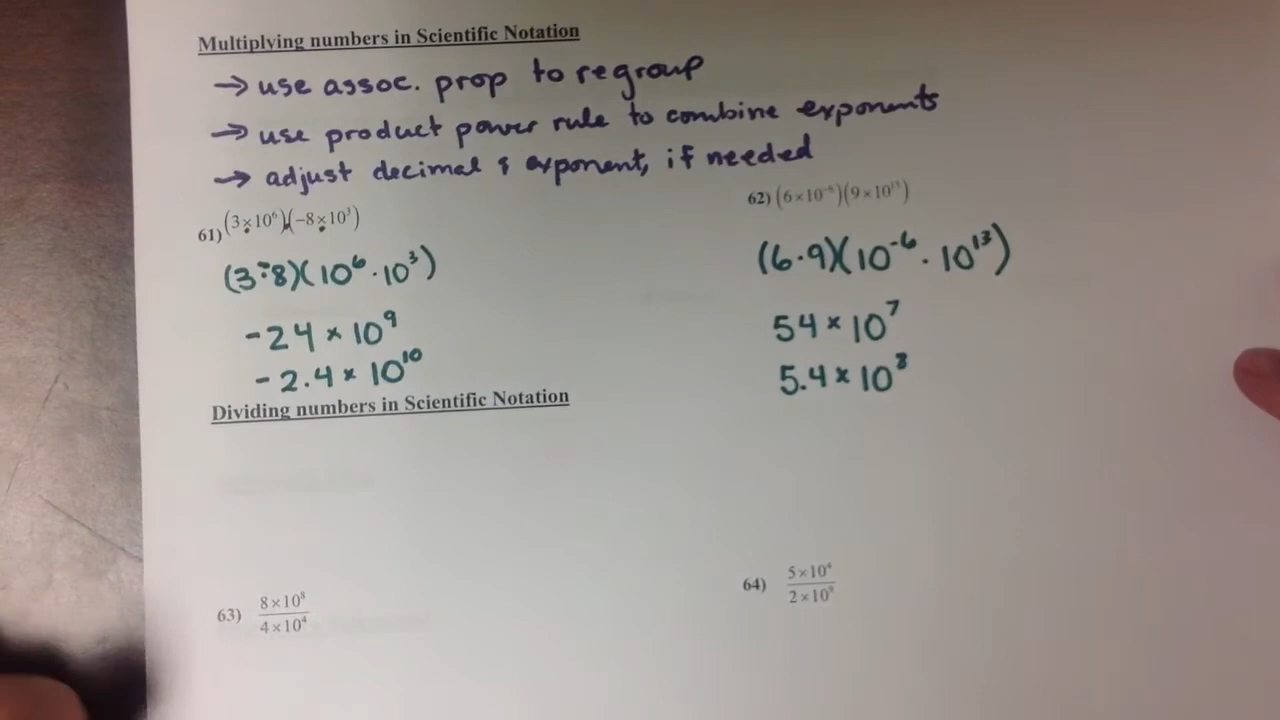 Multiplying numbers in Scientific Notation
→ use assoc. prop to regroup
→ use product power rule to combine exponents
→ adjust decimal & exponent, if needed
61) (3×10⁶)(−8×10³)
(3·-8)(10⁶·10³)
-24 × 10⁹
-2.4 × 10¹⁰
62) (6×10⁻⁶)(9×10¹³)
(6·9)(10⁻⁶·10¹³)
54 × 10⁷
5.4 × 10⁸
Dividing numbers in Scientific Notation
63) 8×10⁸
4×10⁴
64) 5×10⁴
2×10⁹